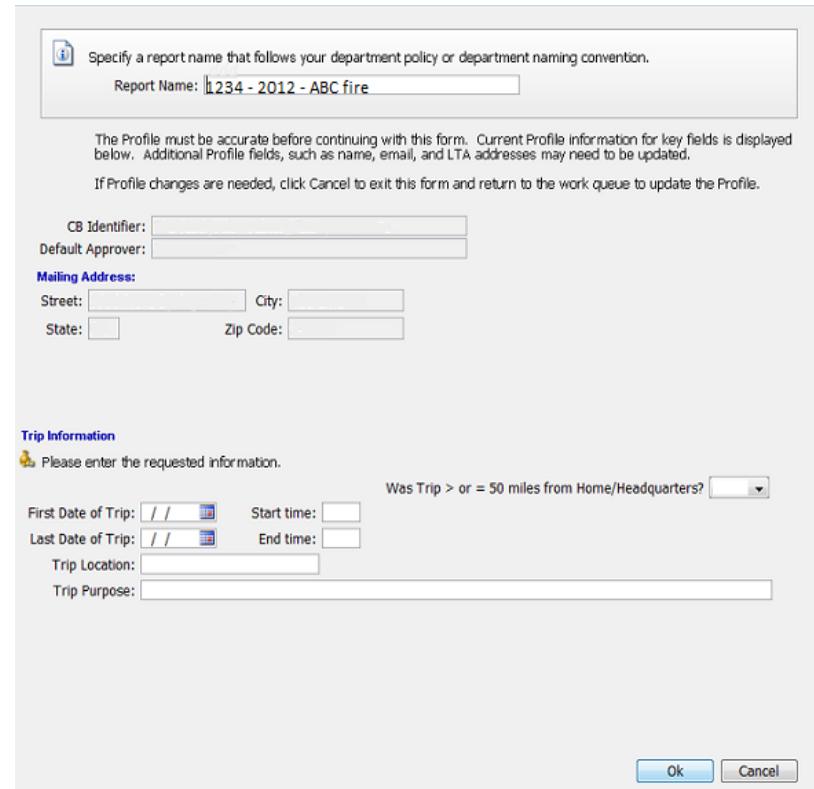 Specify a report name that follows your department policy or department naming convention.
Report Name: 1234 - 2012 - ABC fire
The Profile must be accurate before continuing with this form. Current Profile information for key fields is displayed
below. Additional Profile fields, such as name, email, and LTA addresses may need to be updated.
If Profile changes are needed, click Cancel to exit this form and return to the work queue to update the Profile.
CB Identifier:
Default Approver:
Mailing Address:
Street: City:
State: Zip Code:
Trip Information
Please enter the requested information.
Was Trip > or = 50 miles from Home/Headquarters?
First Date of Trip: / / Start time:
Last Date of Trip: / / End time:
Trip Location:
Trip Purpose:
Ok Cancel